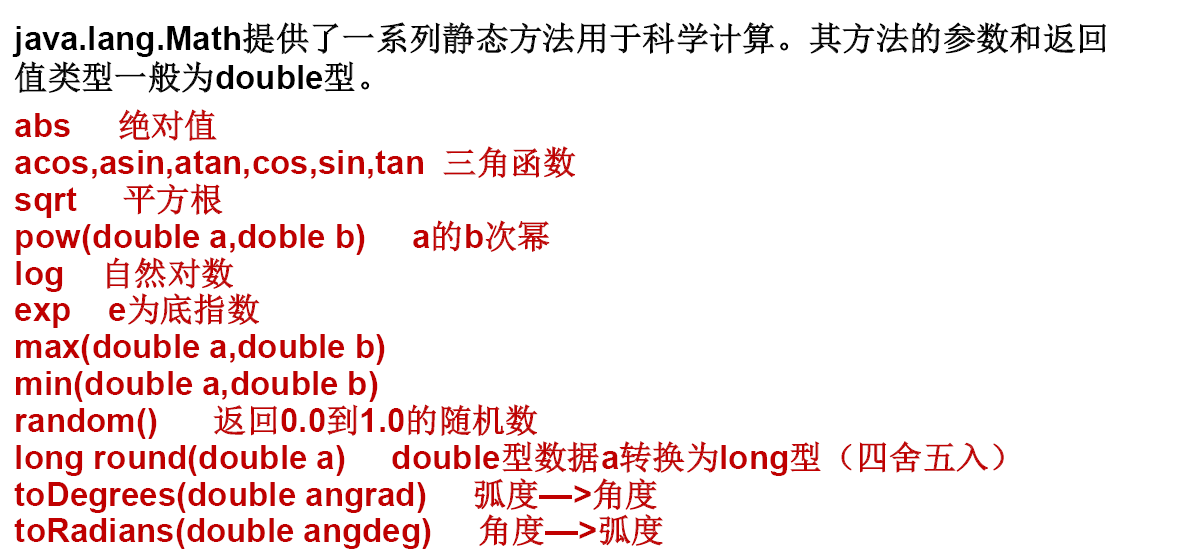 java.lang.Math提供了一系列静态方法用于科学计算。其方法的参数和返回
值类型一般为double型。
abs 绝对值
acos,asin,atan,cos,sin,tan 三角函数
sqrt 平方根
pow(double a,doble b) a的b次幂
log 自然对数
exp e为底指数
max(double a,double b)
min(double a,double b)
random() 返回0.0到1.0的随机数
long round(double a) double型数据a转换为long型（四舍五入）
toDegrees(double angrad) 弧度—>角度
toRadians(double angdeg) 角度—>弧度